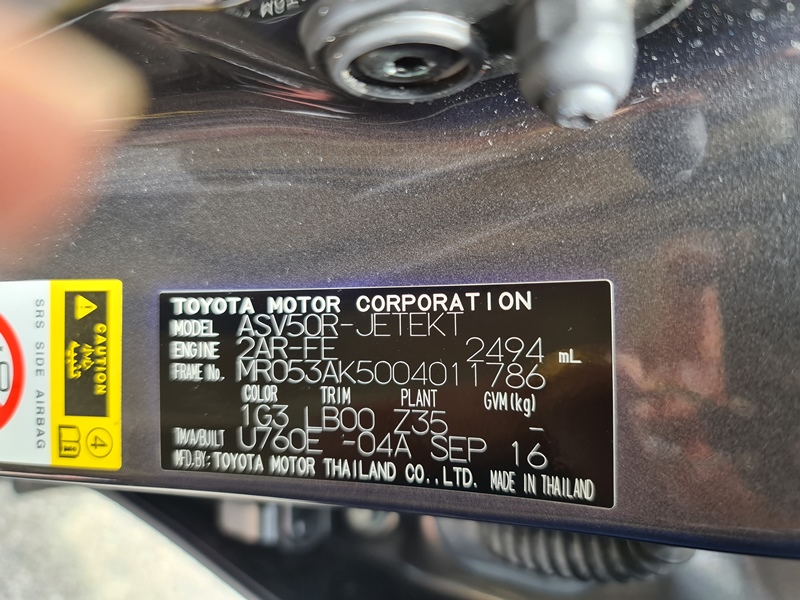 TOYOTA MOTOR CORPORATION
MODEL ASV50R-JETEKT
ENGINE 2AR-FE 2494 mL
FRAME No. MR053AK5004011786
COLOR TRIM PLANT GVM(kg)
1G3 LB00 Z35 -
TM/A/BUILT U760E -04A SEP 16
MFD.BY: TOYOTA MOTOR THAILAND CO.,LTD. MADE IN THAILAND
SRS SIDE AIRBAG
CAUTION
4